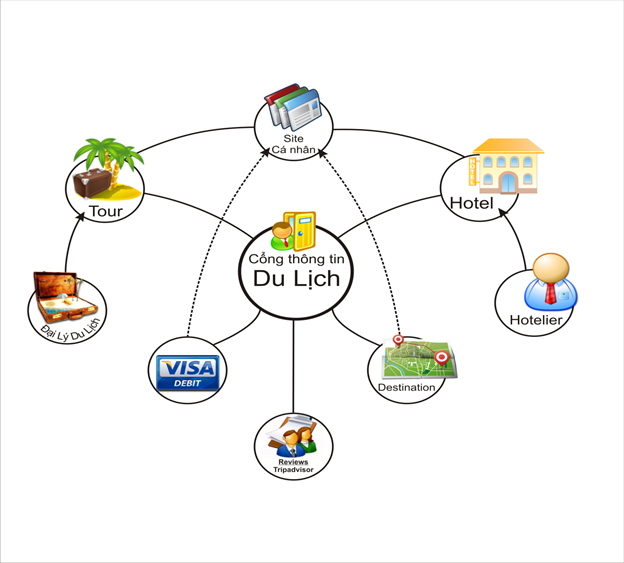 Site
Cá nhân
Tour
HOTEL
Hotel
Cổng thông tin
Du Lịch
Đại Lý Du Lịch
Hotelier
VISA
DEBIT
Destination
Reviews
Tripadvisor